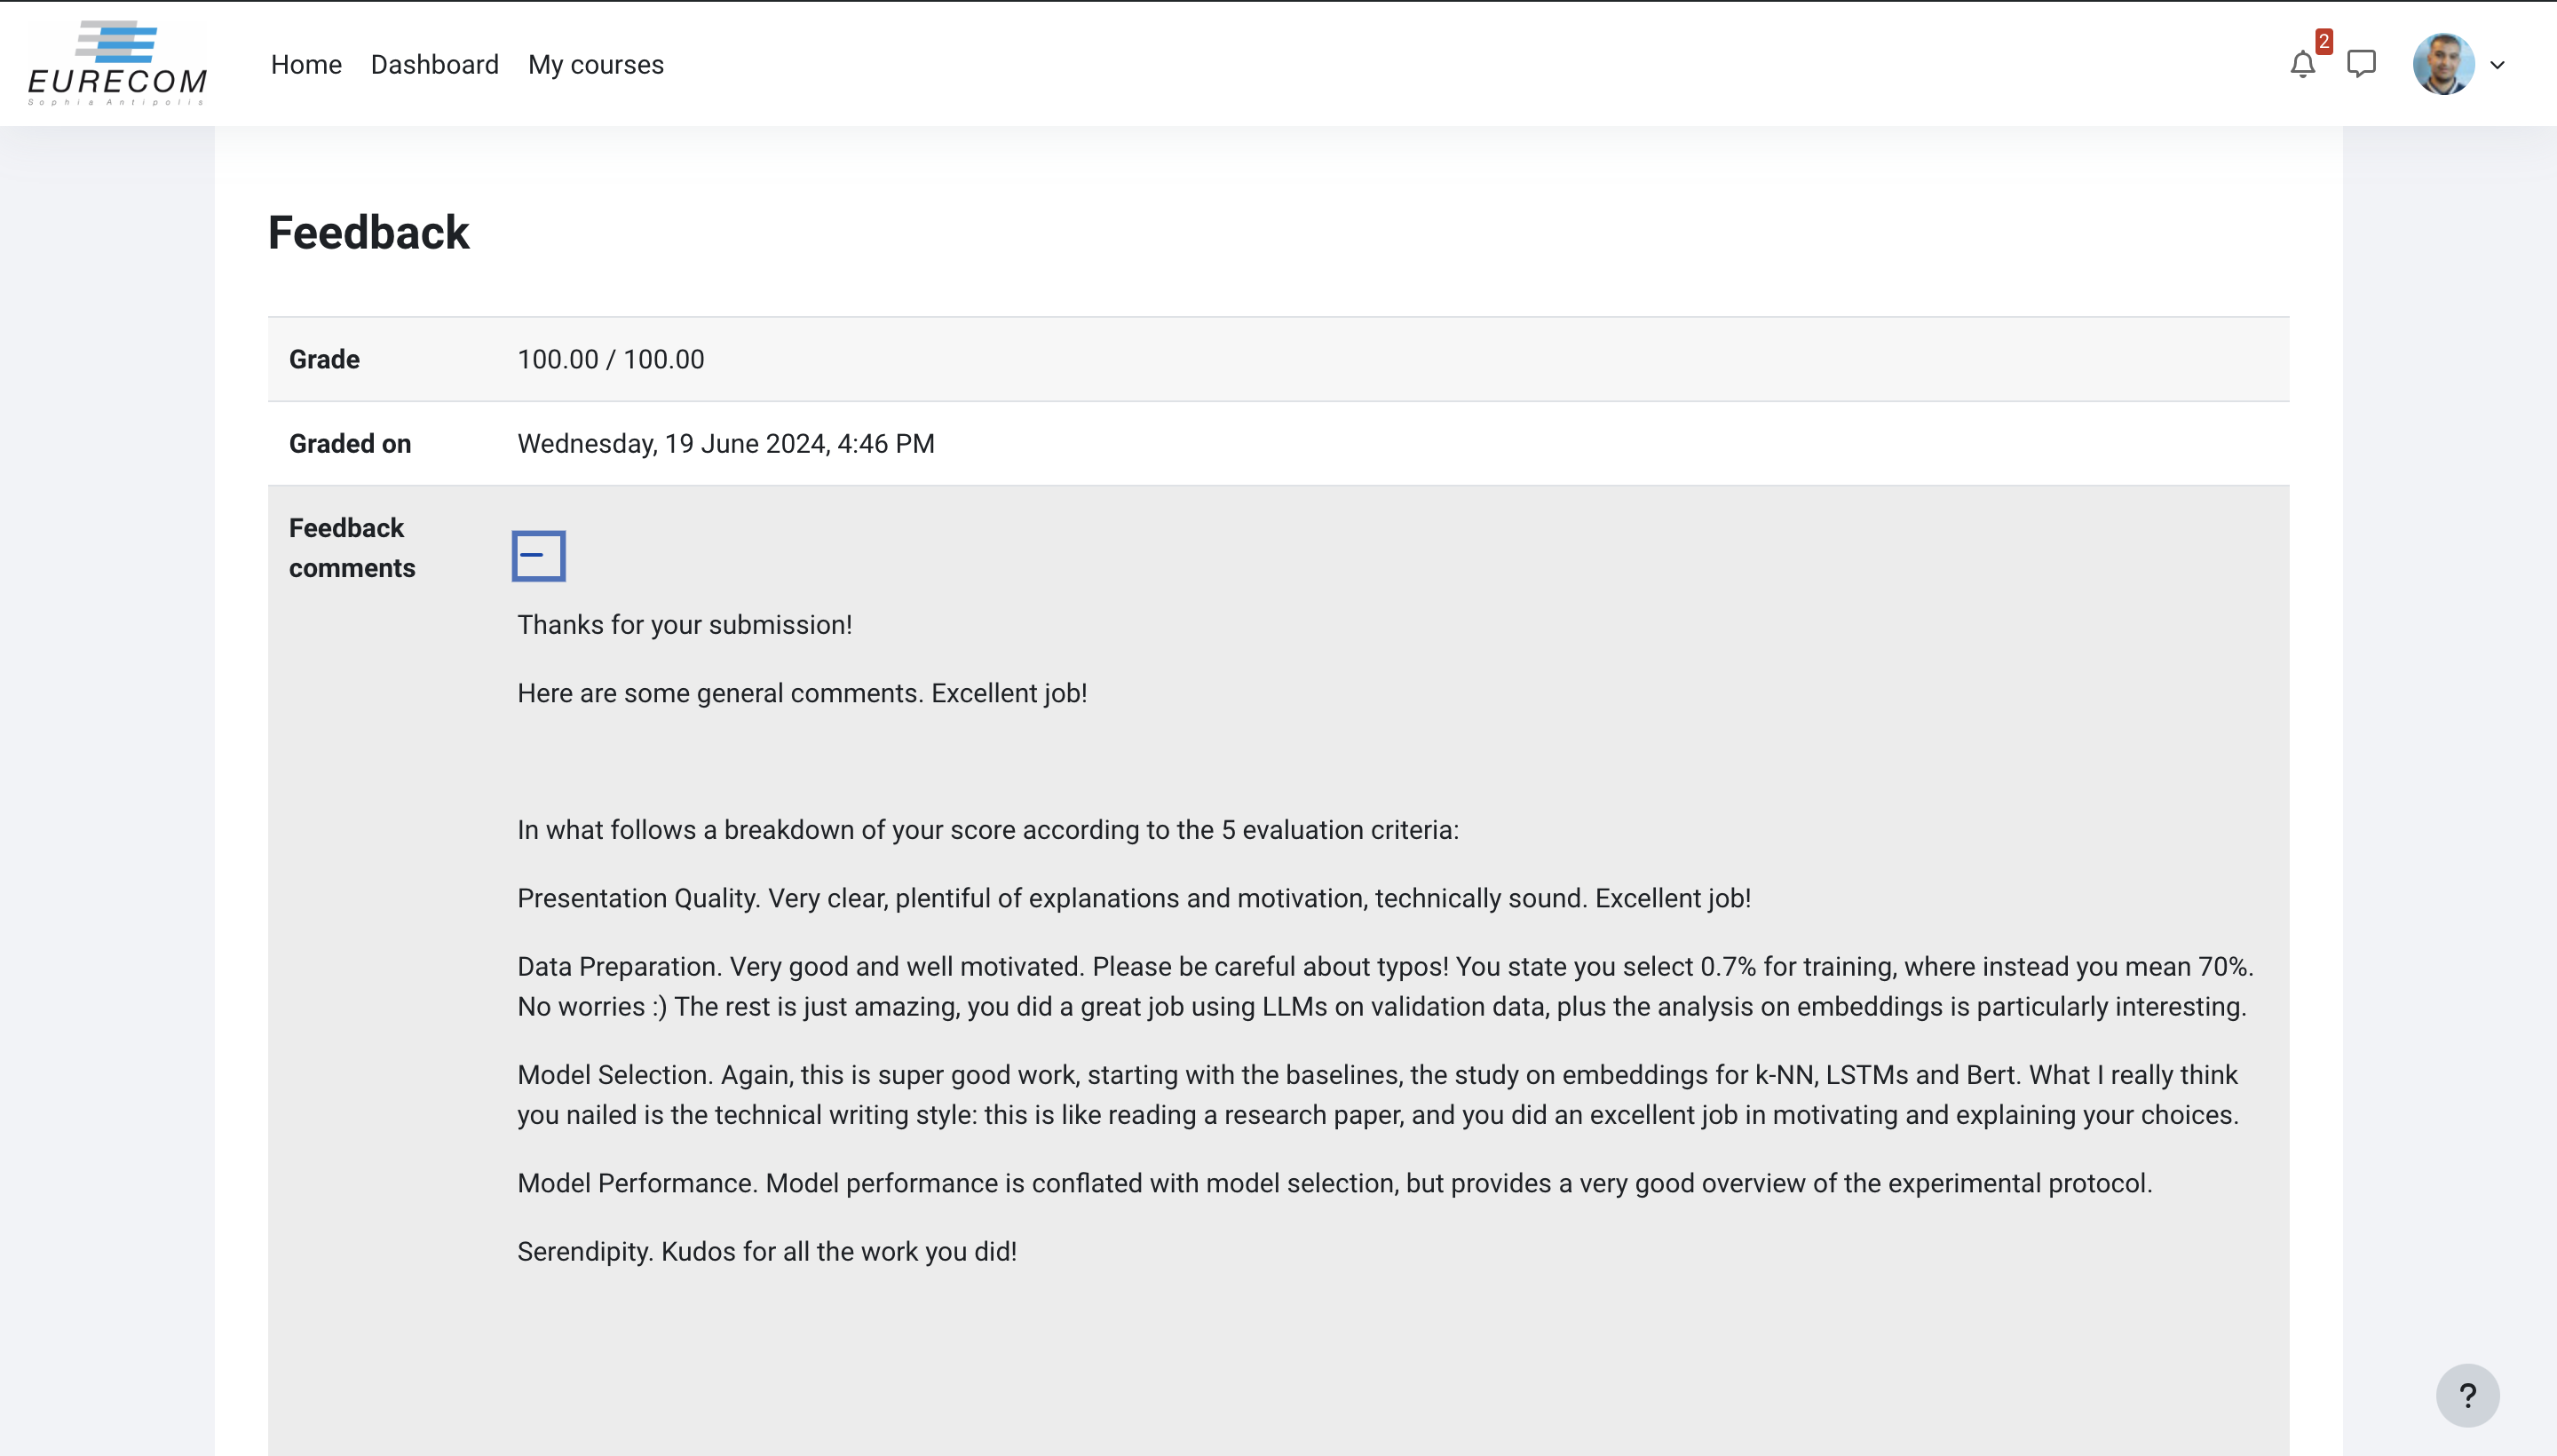 EURECOM
Sophia Antipolis
Home Dashboard My courses
2
Feedback
Grade 100.00 / 100.00
Graded on Wednesday, 19 June 2024, 4:46 PM
Feedback
comments
Thanks for your submission!
Here are some general comments. Excellent job!
In what follows a breakdown of your score according to the 5 evaluation criteria:
Presentation Quality. Very clear, plentiful of explanations and motivation, technically sound. Excellent job!
Data Preparation. Very good and well motivated. Please be careful about typos! You state you select 0.7% for training, where instead you mean 70%.
No worries :) The rest is just amazing, you did a great job using LLMs on validation data, plus the analysis on embeddings is particularly interesting.
Model Selection. Again, this is super good work, starting with the baselines, the study on embeddings for k-NN, LSTMs and Bert. What I really think
you nailed is the technical writing style: this is like reading a research paper, and you did an excellent job in motivating and explaining your choices.
Model Performance. Model performance is conflated with model selection, but provides a very good overview of the experimental protocol.
Serendipity. Kudos for all the work you did!
?